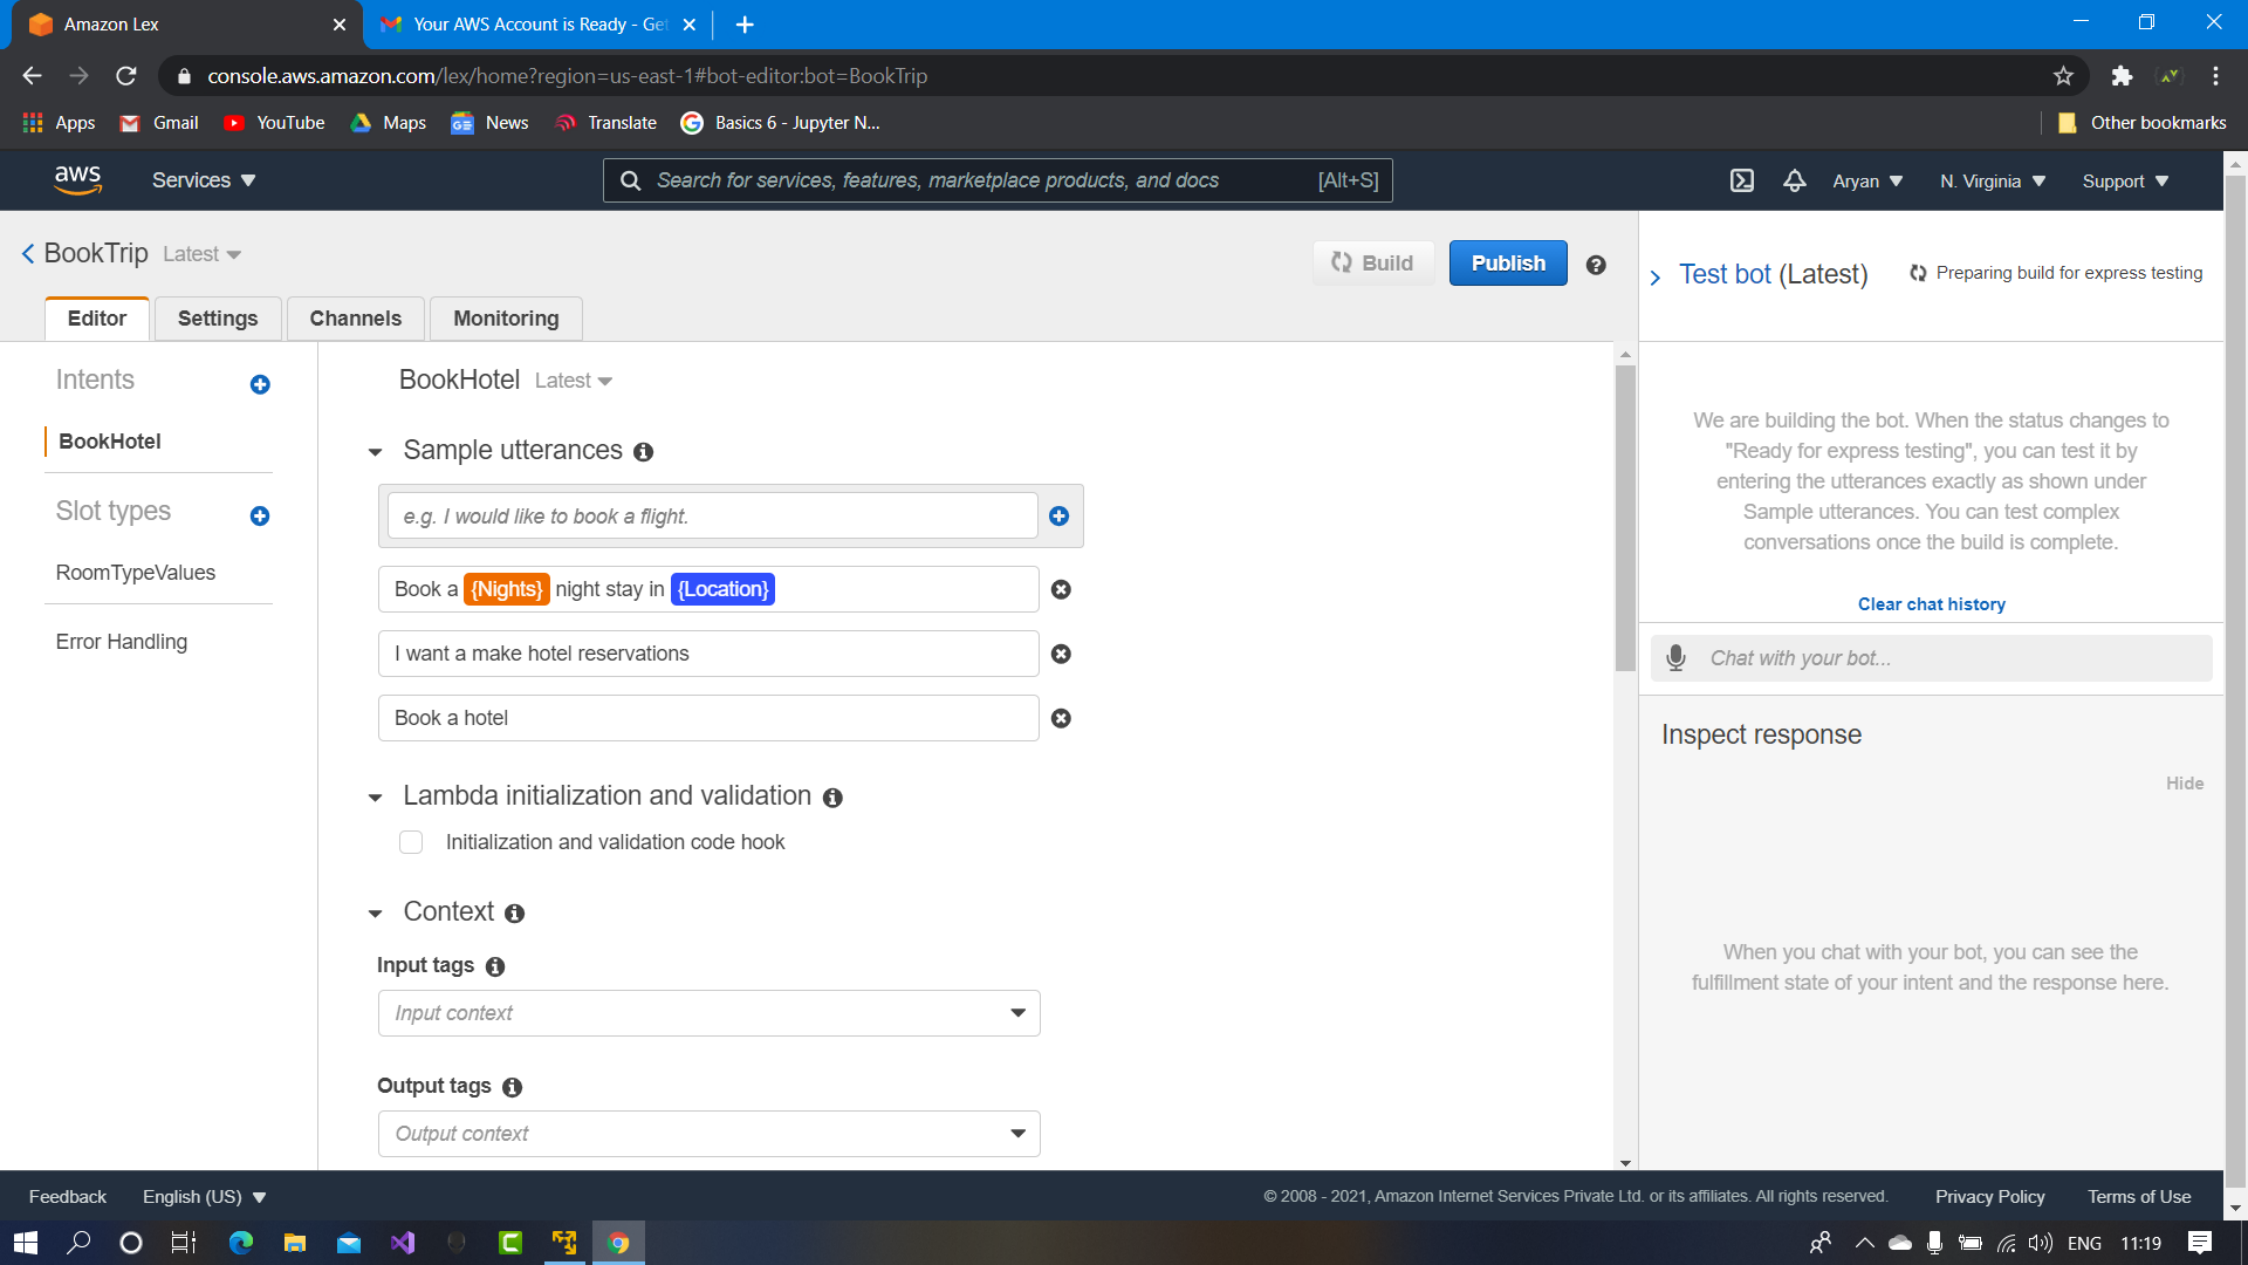 Amazon Lex
Your AWS Account is Ready - Get
console.aws.amazon.com/lex/home?region=us-east-1#bot-editor:bot=BookTrip
Apps
Gmail
YouTube
Maps
News
Translate
Basics 6 - Jupyter N...
Other bookmarks
aws
Services
Search for services, features, marketplace products, and docs
[Alt+S]
Aryan
N. Virginia
Support
BookTrip
Latest
Build
Publish
Editor
Settings
Channels
Monitoring
Intents
BookHotel
Slot types
RoomTypeValues
Error Handling
BookHotel
Latest
Sample utterances
e.g. I would like to book a flight.
Book a {Nights} night stay in {Location}
I want a make hotel reservations
Book a hotel
Lambda initialization and validation
Initialization and validation code hook
Context
Input tags
Input context
Output tags
Output context
Test bot (Latest)
Preparing build for express testing
We are building the bot. When the status changes to
"Ready for express testing", you can test it by
entering the utterances exactly as shown under
Sample utterances. You can test complex
conversations once the build is complete.
Clear chat history
Chat with your bot...
Inspect response
Hide
When you chat with your bot, you can see the
fulfillment state of your intent and the response here.
Feedback
English (US)
© 2008 - 2021, Amazon Internet Services Private Ltd. or its affiliates. All rights reserved.
Privacy Policy
Terms of Use
ENG
11:19